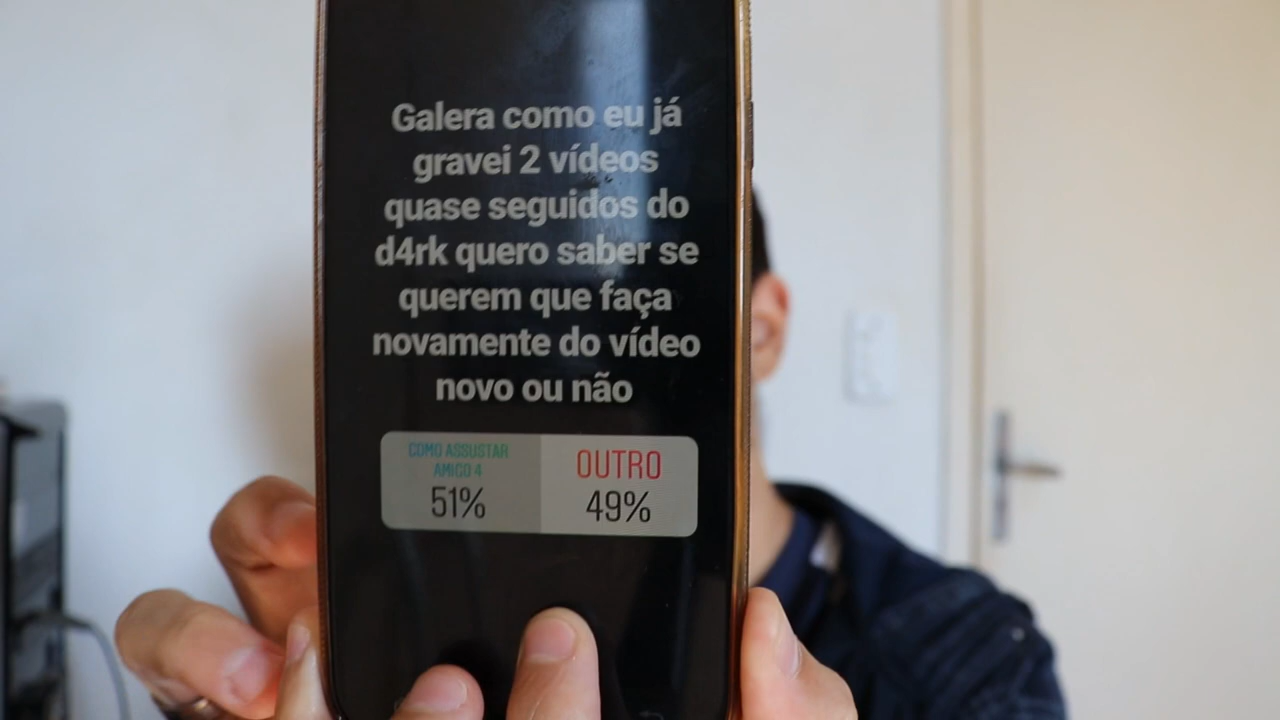 Galera como eu já
gravei 2 vídeos
quase seguidos do
d4rk quero saber se
querem que faça
novamente do vídeo
novo ou não
COMO ASSUSTAR
AMIGO 4
51%
OUTRO
49%